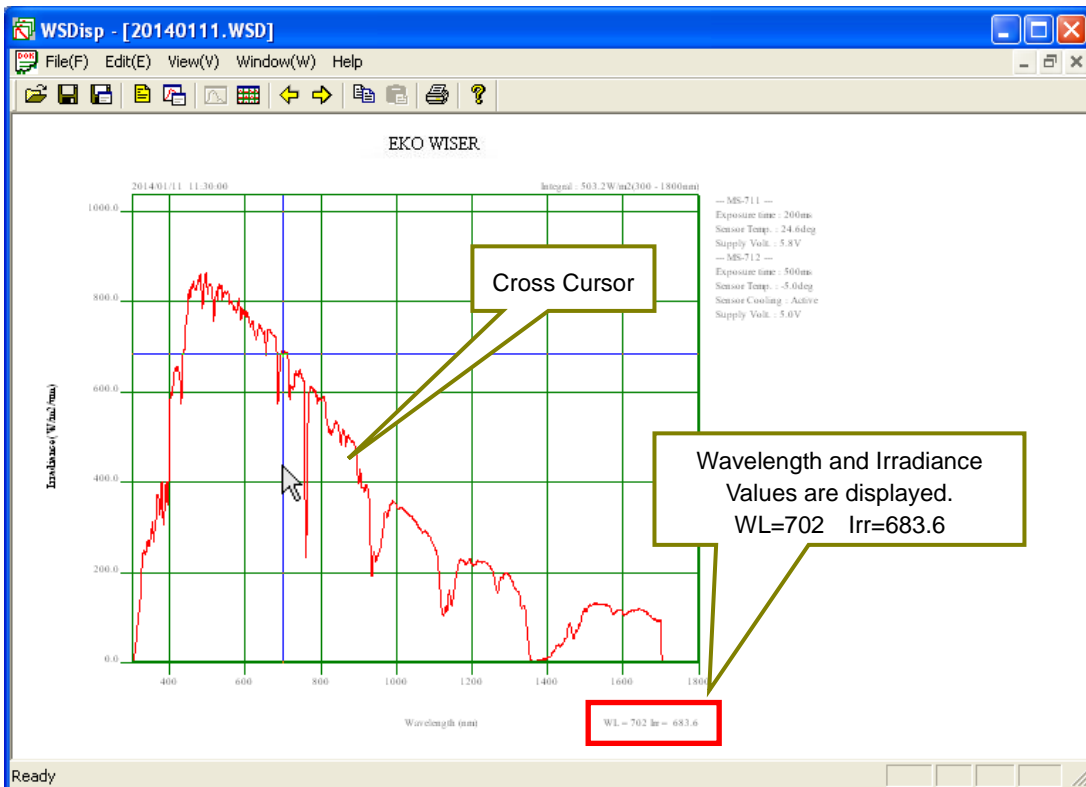 WSDisp - [20140111.WSD]
File(F) Edit(E) View(V) Window(W) Help
EKO WISER
2014/01/11 11:30:00
Integral : 503.2W/m2(300 - 1800nm)
--- MS-711 ---
Exposure time : 200ms
Sensor Temp. : 24.6deg
Supply Volt. : 5.8V
--- MS-712 ---
Exposure time : 500ms
Sensor Temp. : -5.0deg
Sensor Cooling : Active
Supply Volt. : 5.0V
1000.0
800.0
600.0
400.0
200.0
0.0
Irradiance(W/m2/um)
Cross Cursor
Wavelength and Irradiance
Values are displayed.
WL=702 Irr=683.6
400 600 800 1000 1200 1400 1600 1800
Wavelength (nm)
WL = 702 Irr = 683.6
Ready